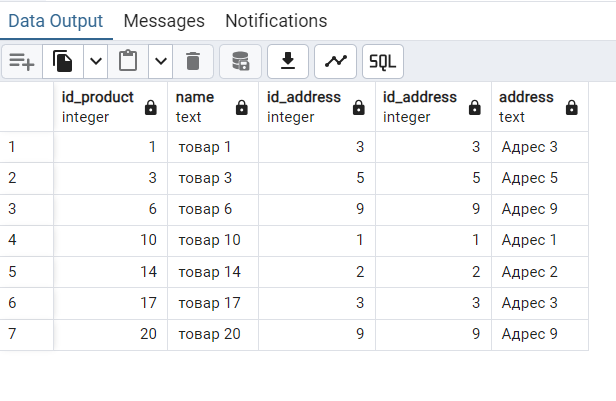 Data Output Messages Notifications
SQL
id_product name id_address id_address address
integer text integer integer text
1 1 товар 1 3 3 Адрес 3
2 3 товар 3 5 5 Адрес 5
3 6 товар 6 9 9 Адрес 9
4 10 товар 10 1 1 Адрес 1
5 14 товар 14 2 2 Адрес 2
6 17 товар 17 3 3 Адрес 3
7 20 товар 20 9 9 Адрес 9